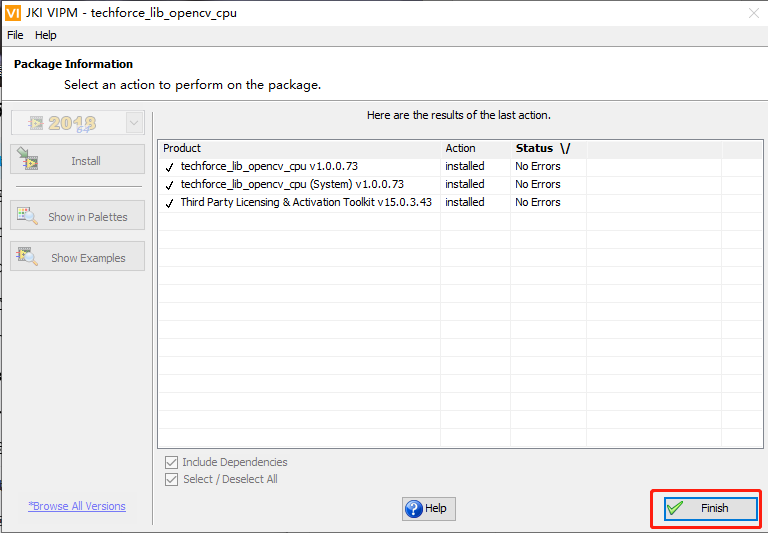 VI JKI VIPM - techforce_lib_opencv_cpu
File Help
Package Information
Select an action to perform on the package.
2018
64
Install
Show in Palettes
Show Examples
*Browse All Versions
Here are the results of the last action.
Product Action Status \/
techforce_lib_opencv_cpu v1.0.0.73 installed No Errors
techforce_lib_opencv_cpu (System) v1.0.0.73 installed No Errors
Third Party Licensing & Activation Toolkit v15.0.3.43 installed No Errors
Include Dependencies
Select / Deselect All
? Help
Finish